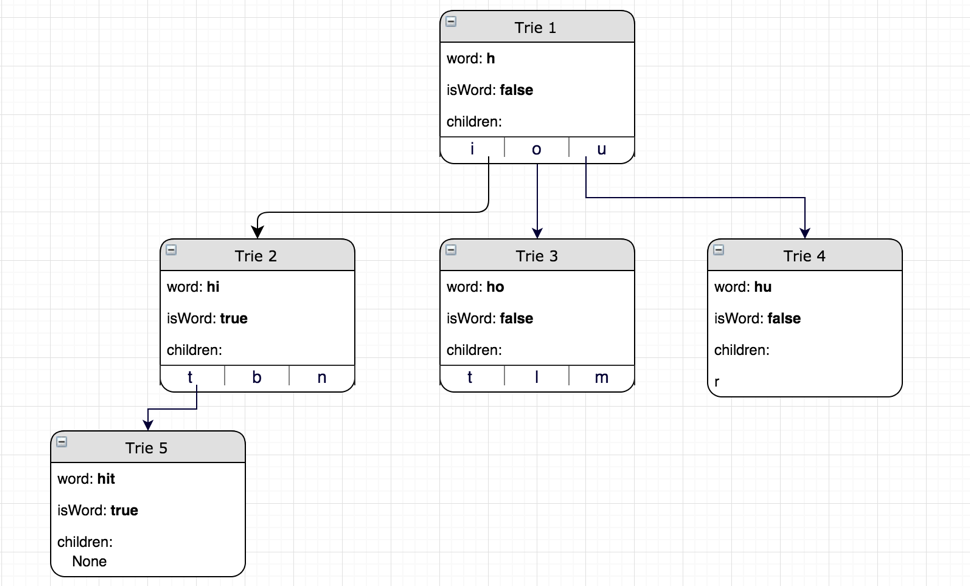 Trie 1
word: h
isWord: false
children:
i o u
Trie 2
word: hi
isWord: true
children:
t b n
Trie 3
word: ho
isWord: false
children:
t l m
Trie 4
word: hu
isWord: false
children:
r
Trie 5
word: hit
isWord: true
children:
None